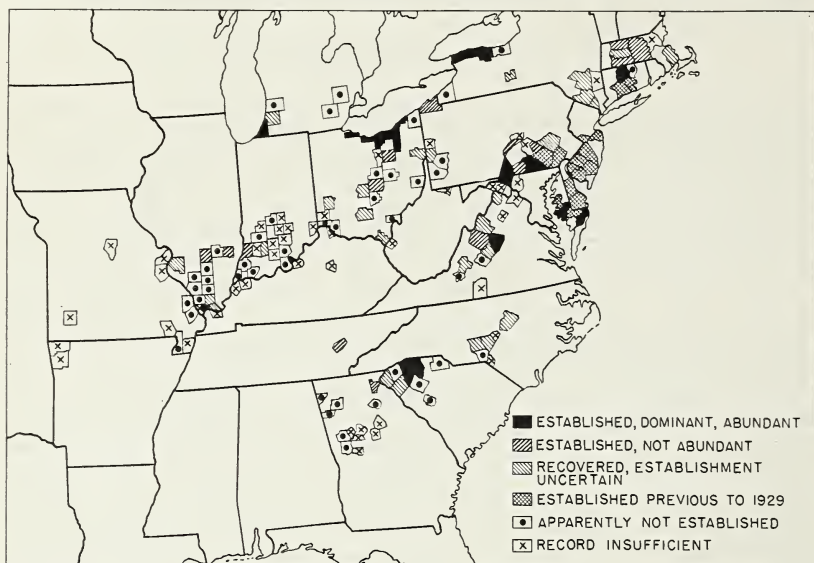 ESTABLISHED, DOMINANT, ABUNDANT
ESTABLISHED, NOT ABUNDANT
RECOVERED, ESTABLISHMENT
UNCERTAIN
ESTABLISHED PREVIOUS TO 1929
APPARENTLY NOT ESTABLISHED
RECORD INSUFFICIENT